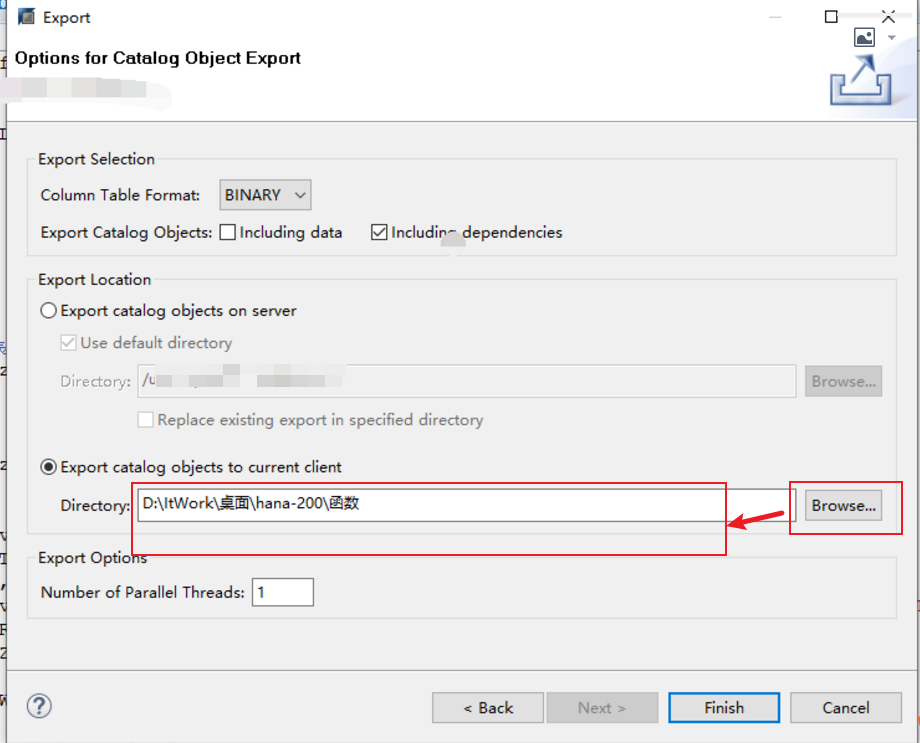 Export
Options for Catalog Object Export
Export Selection
Column Table Format: BINARY
Export Catalog Objects: Including data Including dependencies
Export Location
Export catalog objects on server
Use default directory
Directory: /u Browse...
Replace existing export in specified directory
Export catalog objects to current client
Directory: D:\ItWork\桌面\hana-200\函数 Browse...
Export Options
Number of Parallel Threads: 1
? < Back Next > Finish Cancel